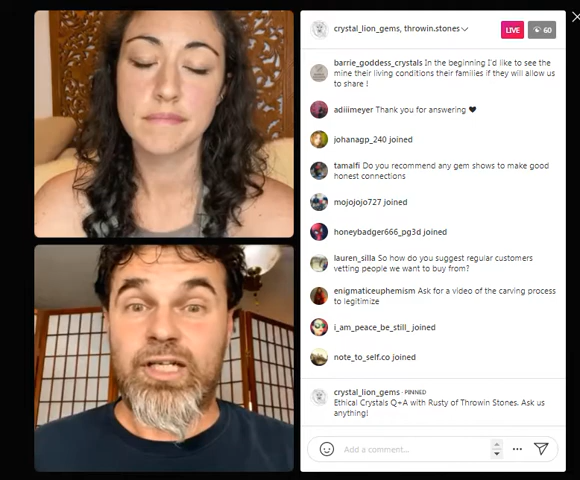 crystal_lion_gems, throwin.stones
LIVE
60
barrie_goddess_crystals In the beginning I'd like to see the
mine their living conditions their families if they will allow us
to share !
adiiimeyer Thank you for answering ♥
johanagp_240 joined
tamalfi Do you recommend any gem shows to make good
honest connections
mojojojo727 joined
honeybadger666_pg3d joined
lauren_silla So how do you suggest regular customers
vetting people we want to buy from?
enigmaticeuphemism Ask for a video of the carving process
to legitimize
i_am_peace_be_still_ joined
note_to_self.co joined
crystal_lion_gems · PINNED
Ethical Crystals Q+A with Rusty of Throwin Stones. Ask us
anything!
Add a comment...